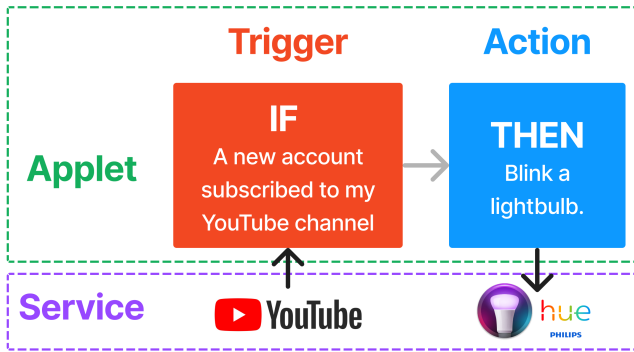 Trigger
Action
Applet
IF
A new account
subscribed to my
YouTube channel
THEN
Blink a
lightbulb.
Service
YouTube
hue
PHILIPS